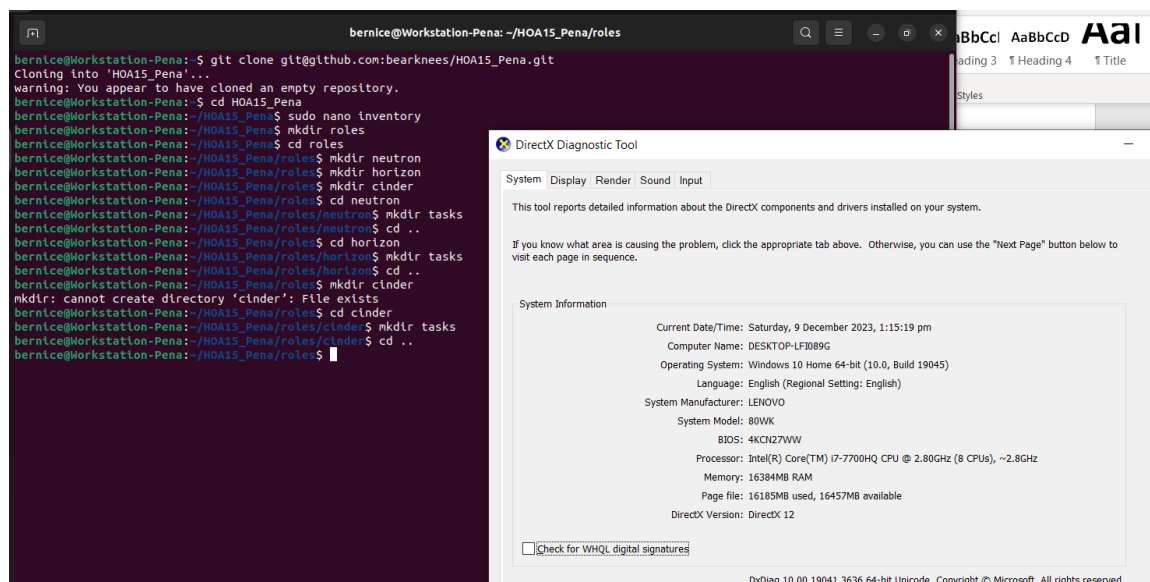 bernice@Workstation-Pena: ~/HOA15_Pena/roles
bernice@Workstation-Pena:~$ git clone git@github.com:bearknees/HOA15_Pena.git
Cloning into 'HOA15_Pena'...
warning: You appear to have cloned an empty repository.
bernice@Workstation-Pena:~$ cd HOA15_Pena
bernice@Workstation-Pena:~/HOA15_Pena$ sudo nano inventory
bernice@Workstation-Pena:~/HOA15_Pena$ mkdir roles
bernice@Workstation-Pena:~/HOA15_Pena$ cd roles
bernice@Workstation-Pena:~/HOA15_Pena/roles$ mkdir neutron
bernice@Workstation-Pena:~/HOA15_Pena/roles$ mkdir horizon
bernice@Workstation-Pena:~/HOA15_Pena/roles$ mkdir cinder
bernice@Workstation-Pena:~/HOA15_Pena/roles$ cd neutron
bernice@Workstation-Pena:~/HOA15_Pena/roles/neutron$ mkdir tasks
bernice@Workstation-Pena:~/HOA15_Pena/roles/neutron$ cd ..
bernice@Workstation-Pena:~/HOA15_Pena/roles$ cd horizon
bernice@Workstation-Pena:~/HOA15_Pena/roles/horizon$ mkdir tasks
bernice@Workstation-Pena:~/HOA15_Pena/roles/horizon$ cd ..
bernice@Workstation-Pena:~/HOA15_Pena/roles$ mkdir cinder
mkdir: cannot create directory ‘cinder’: File exists
bernice@Workstation-Pena:~/HOA15_Pena/roles$ cd cinder
bernice@Workstation-Pena:~/HOA15_Pena/roles/cinder$ mkdir tasks
bernice@Workstation-Pena:~/HOA15_Pena/roles/cinder$ cd ..
bernice@Workstation-Pena:~/HOA15_Pena/roles$
aBbCcl AaBbCcD AaI
eading 3 ¶ Heading 4 ¶ Title
Styles
DirectX Diagnostic Tool
System Display Render Sound Input
This tool reports detailed information about the DirectX components and drivers installed on your system.
If you know what area is causing the problem, click the appropriate tab above. Otherwise, you can use the "Next Page" button below to
visit each page in sequence.
System Information
Current Date/Time: Saturday, 9 December 2023, 1:15:19 pm
Computer Name: DESKTOP-LFI089G
Operating System: Windows 10 Home 64-bit (10.0, Build 19045)
Language: English (Regional Setting: English)
System Manufacturer: LENOVO
System Model: 80WK
BIOS: 4KCN27WW
Processor: Intel(R) Core(TM) i7-7700HQ CPU @ 2.80GHz (8 CPUs), ~2.8GHz
Memory: 16384MB RAM
Page file: 16185MB used, 16457MB available
DirectX Version: DirectX 12
Check for WHQL digital signatures
DxDiag 10.00.19041.3636 64-bit Unicode. Copyright © Microsoft. All rights reserved.